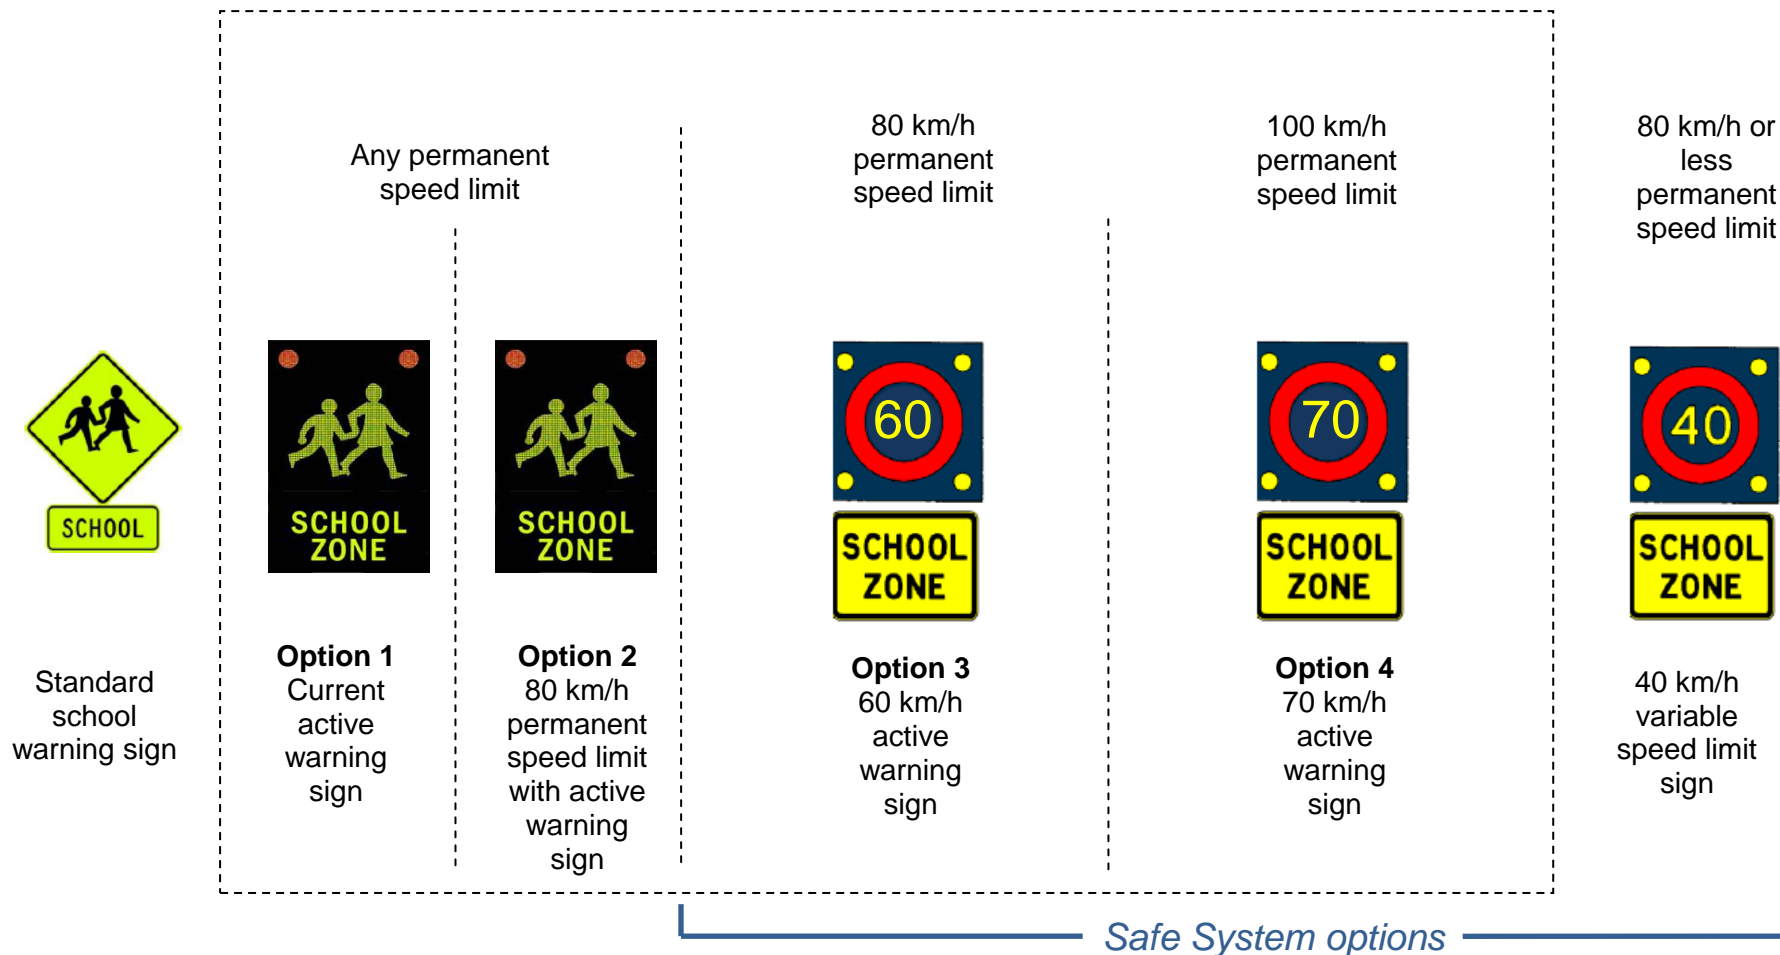 Any permanent
speed limit
80 km/h
permanent
speed limit
100 km/h
permanent
speed limit
80 km/h or
less
permanent
speed limit
SCHOOL
SCHOOL
ZONE
SCHOOL
ZONE
60
SCHOOL
ZONE
70
SCHOOL
ZONE
40
SCHOOL
ZONE
Standard
school
warning sign
Option 1
Current
active
warning
sign
Option 2
80 km/h
permanent
speed limit
with active
warning
sign
Option 3
60 km/h
active
warning
sign
Option 4
70 km/h
active
warning
sign
40 km/h
variable
speed limit
sign
Safe System options